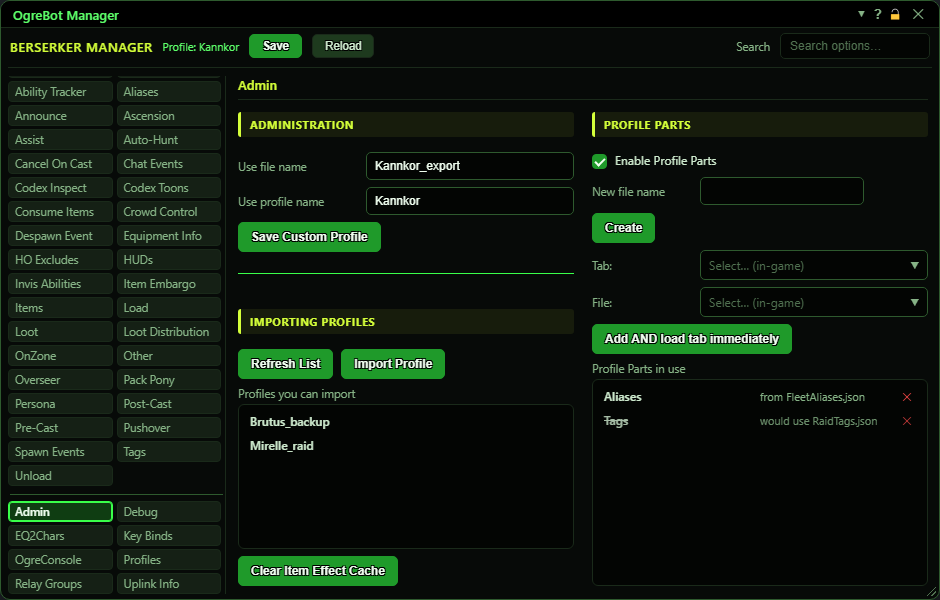 OgreBot Manager
?
BERSERKER MANAGER Profile: Kannkor Save Reload Search Search options...
Ability Tracker Aliases
Announce Ascension
Assist Auto-Hunt
Cancel On Cast Chat Events
Codex Inspect Codex Toons
Consume Items Crowd Control
Despawn Event Equipment Info
HO Excludes HUDs
Invis Abilities Item Embargo
Items Load
Loot Loot Distribution
OnZone Other
Overseer Pack Pony
Persona Post-Cast
Pre-Cast Pushover
Spawn Events Tags
Unload
Admin Debug
EQ2Chars Key Binds
OgreConsole Profiles
Relay Groups Uplink Info
Admin
ADMINISTRATION
Use file name Kannkor_export
Use profile name Kannkor
Save Custom Profile
IMPORTING PROFILES
Refresh List Import Profile
Profiles you can import
Brutus_backup
Mirelle_raid
Clear Item Effect Cache
PROFILE PARTS
Enable Profile Parts
New file name
Create
Tab: Select... (in-game)
File: Select... (in-game)
Add AND load tab immediately
Profile Parts in use
Aliases from FleetAliases.json
Tags would use RaidTags.json